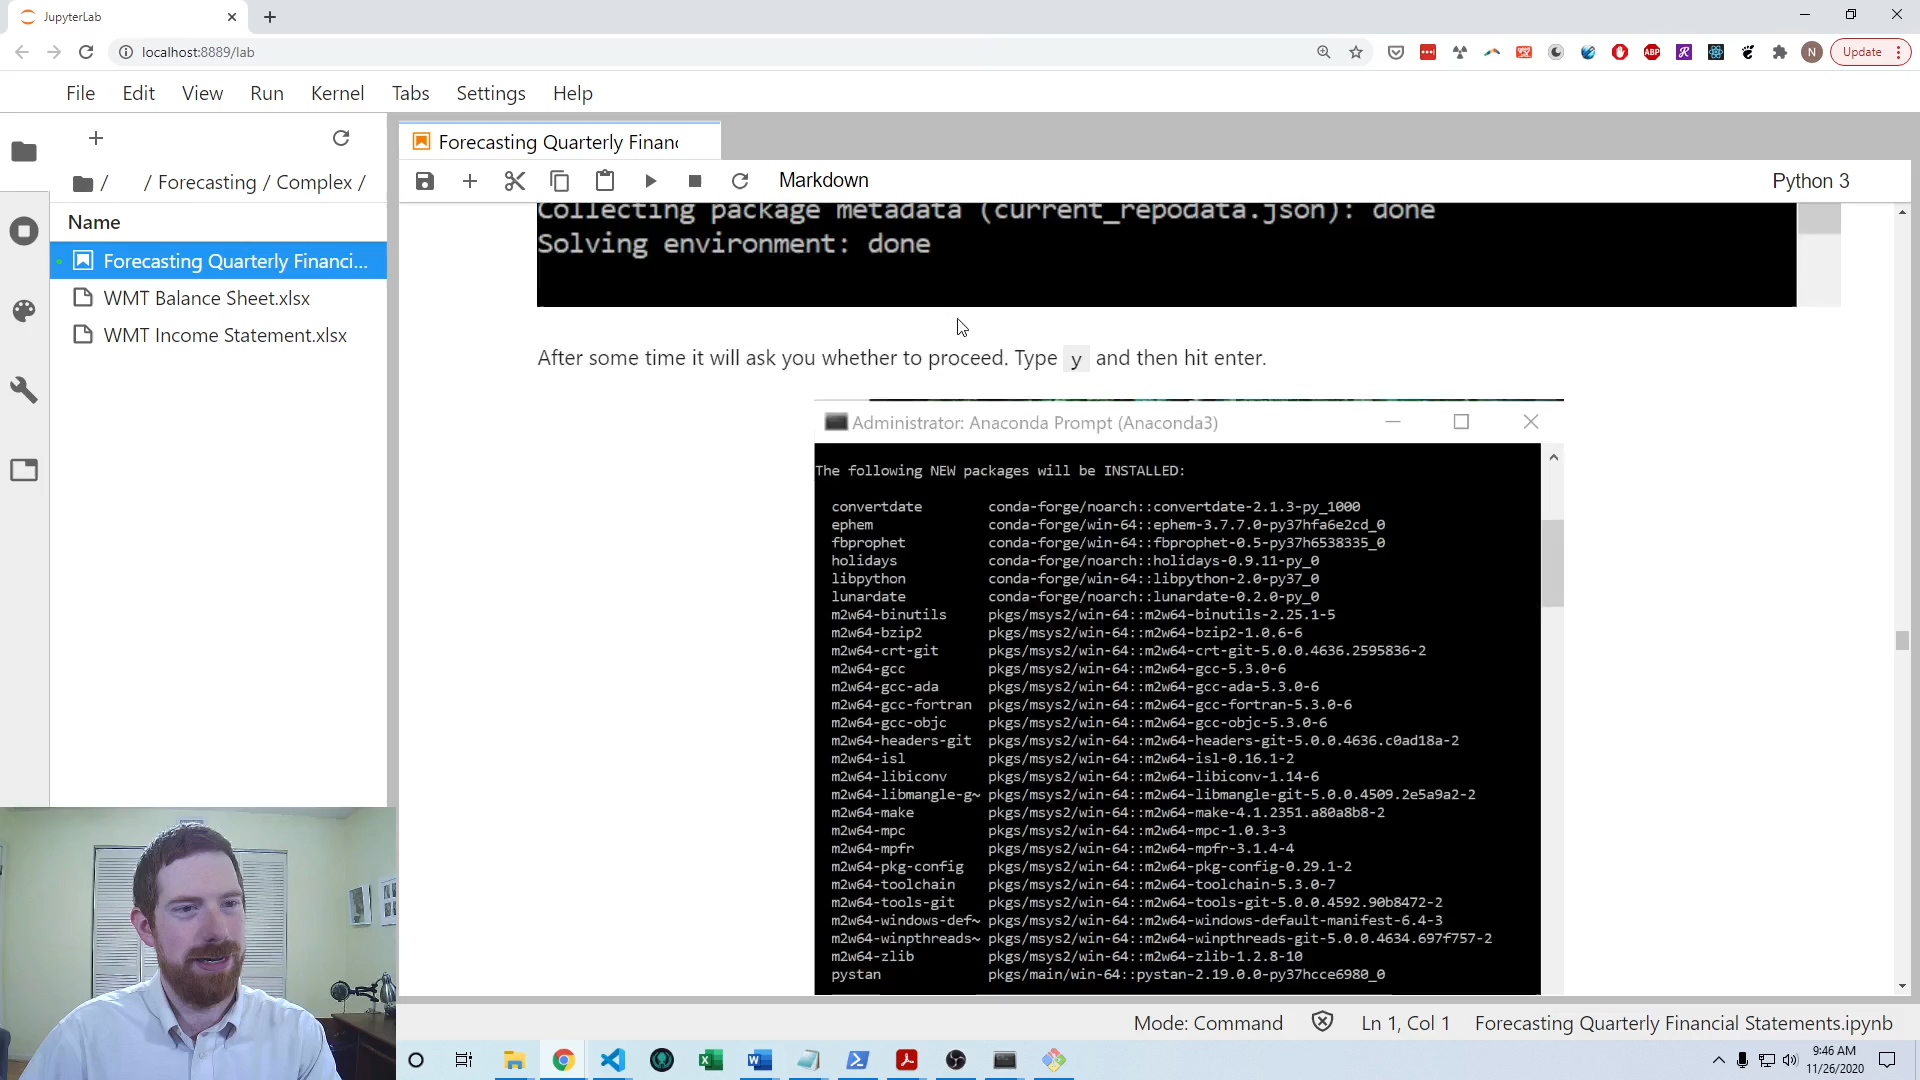 JupyterLab
localhost:8889/lab
ABP
N
Update
File Edit View Run Kernel Tabs Settings Help
Forecasting Quarterly Finan
/ / Forecasting / Complex /
Markdown
Python 3
Name
Forecasting Quarterly Financi...
WMT Balance Sheet.xlsx
WMT Income Statement.xlsx
Collecting package metadata (current_repodata.json): done
Solving environment: done
After some time it will ask you whether to proceed. Type y and then hit enter.
Administrator: Anaconda Prompt (Anaconda3)
The following NEW packages will be INSTALLED:
convertdate conda-forge/noarch::convertdate-2.1.3-py_1000
ephem conda-forge/win-64::ephem-3.7.7.0-py37hfa6e2cd_0
fbprophet conda-forge/win-64::fbprophet-0.5-py37h6538335_0
holidays conda-forge/noarch::holidays-0.9.11-py_0
libpython conda-forge/win-64::libpython-2.0-py37_0
lunardate conda-forge/noarch::lunardate-0.2.0-py_0
m2w64-binutils pkgs/msys2/win-64::m2w64-binutils-2.25.1-5
m2w64-bzip2 pkgs/msys2/win-64::m2w64-bzip2-1.0.6-6
m2w64-crt-git pkgs/msys2/win-64::m2w64-crt-git-5.0.0.4636.2595836-2
m2w64-gcc pkgs/msys2/win-64::m2w64-gcc-5.3.0-6
m2w64-gcc-ada pkgs/msys2/win-64::m2w64-gcc-ada-5.3.0-6
m2w64-gcc-fortran pkgs/msys2/win-64::m2w64-gcc-fortran-5.3.0-6
m2w64-gcc-objc pkgs/msys2/win-64::m2w64-gcc-objc-5.3.0-6
m2w64-headers-git pkgs/msys2/win-64::m2w64-headers-git-5.0.0.4636.c0ad18a-2
m2w64-isl pkgs/msys2/win-64::m2w64-isl-0.16.1-2
m2w64-libiconv pkgs/msys2/win-64::m2w64-libiconv-1.14-6
m2w64-libmangle-g~ pkgs/msys2/win-64::m2w64-libmangle-git-5.0.0.4509.2e5a9a2-2
m2w64-make pkgs/msys2/win-64::m2w64-make-4.1.2351.a80a8b8-2
m2w64-mpc pkgs/msys2/win-64::m2w64-mpc-1.0.3-3
m2w64-mpfr pkgs/msys2/win-64::m2w64-mpfr-3.1.4-4
m2w64-pkg-config pkgs/msys2/win-64::m2w64-pkg-config-0.29.1-2
m2w64-toolchain pkgs/msys2/win-64::m2w64-toolchain-5.3.0-7
m2w64-tools-git pkgs/msys2/win-64::m2w64-tools-git-5.0.0.4592.90b8472-2
m2w64-windows-def~ pkgs/msys2/win-64::m2w64-windows-default-manifest-6.4-3
m2w64-winpthreads~ pkgs/msys2/win-64::m2w64-winpthreads-git-5.0.0.4634.697f757-2
m2w64-zlib pkgs/msys2/win-64::m2w64-zlib-1.2.8-10
pystan pkgs/main/win-64::pystan-2.19.0.0-py37hcce6980_0
Mode: Command
Ln 1, Col 1
Forecasting Quarterly Financial Statements.ipynb
9:46 AM
11/26/2020